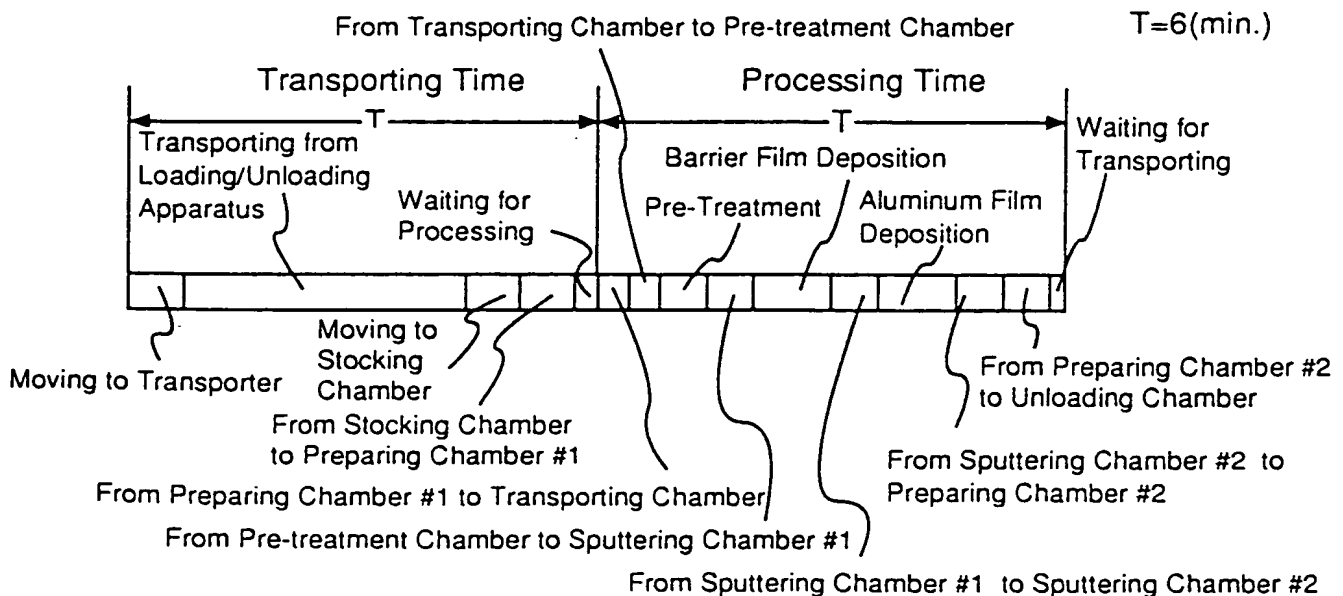 From Transporting Chamber to Pre-treatment Chamber
T=6(min.)
Transporting Time
Processing Time
T
T
Transporting from
Loading/Unloading
Apparatus
Waiting for
Processing
Barrier Film Deposition
Pre-Treatment
Aluminum Film
Deposition
Waiting for
Transporting
Moving to Transporter
Moving to
Stocking
Chamber
From Stocking Chamber
to Preparing Chamber #1
From Preparing Chamber #1 to Transporting Chamber
From Pre-treatment Chamber to Sputtering Chamber #1
From Sputtering Chamber #1 to Sputtering Chamber #2
From Sputtering Chamber #2 to
Preparing Chamber #2
From Preparing Chamber #2
to Unloading Chamber